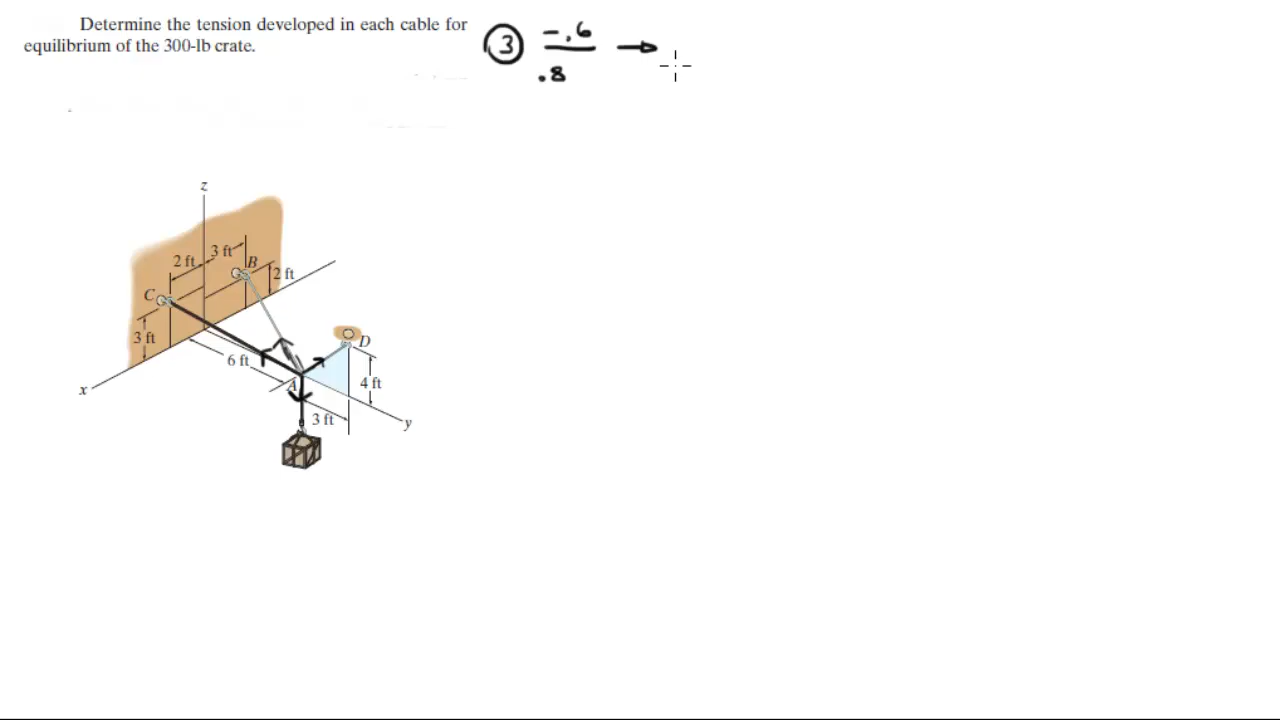 Determine the tension developed in each cable for
equilibrium of the 300-lb crate.
3 -.6 →
.8
z
3 ft
2 ft
B
2 ft
C
3 ft
D
6 ft
4 ft
A
x
3 ft
y